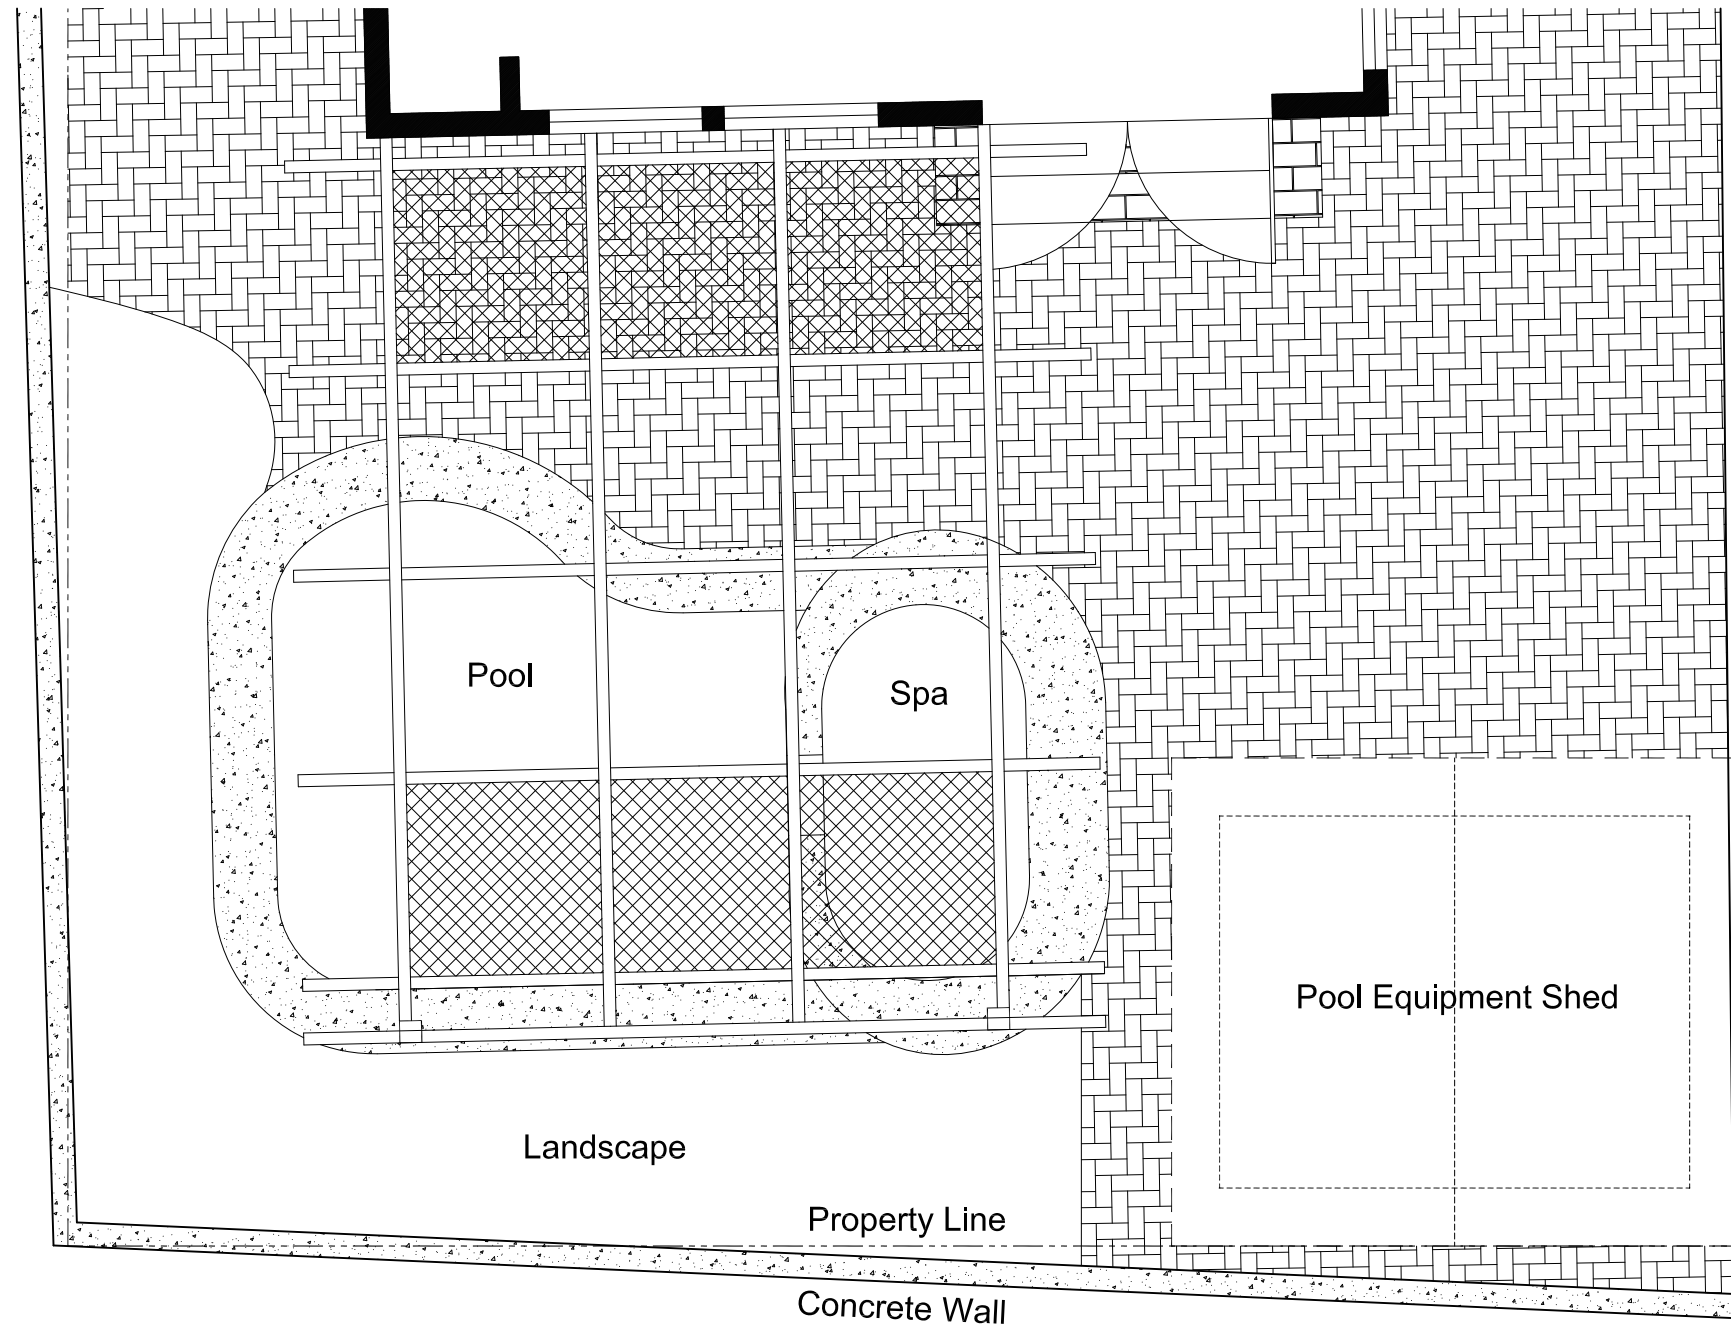 Pool
Spa
Pool Equipment Shed
Landscape
Property Line
Concrete Wall